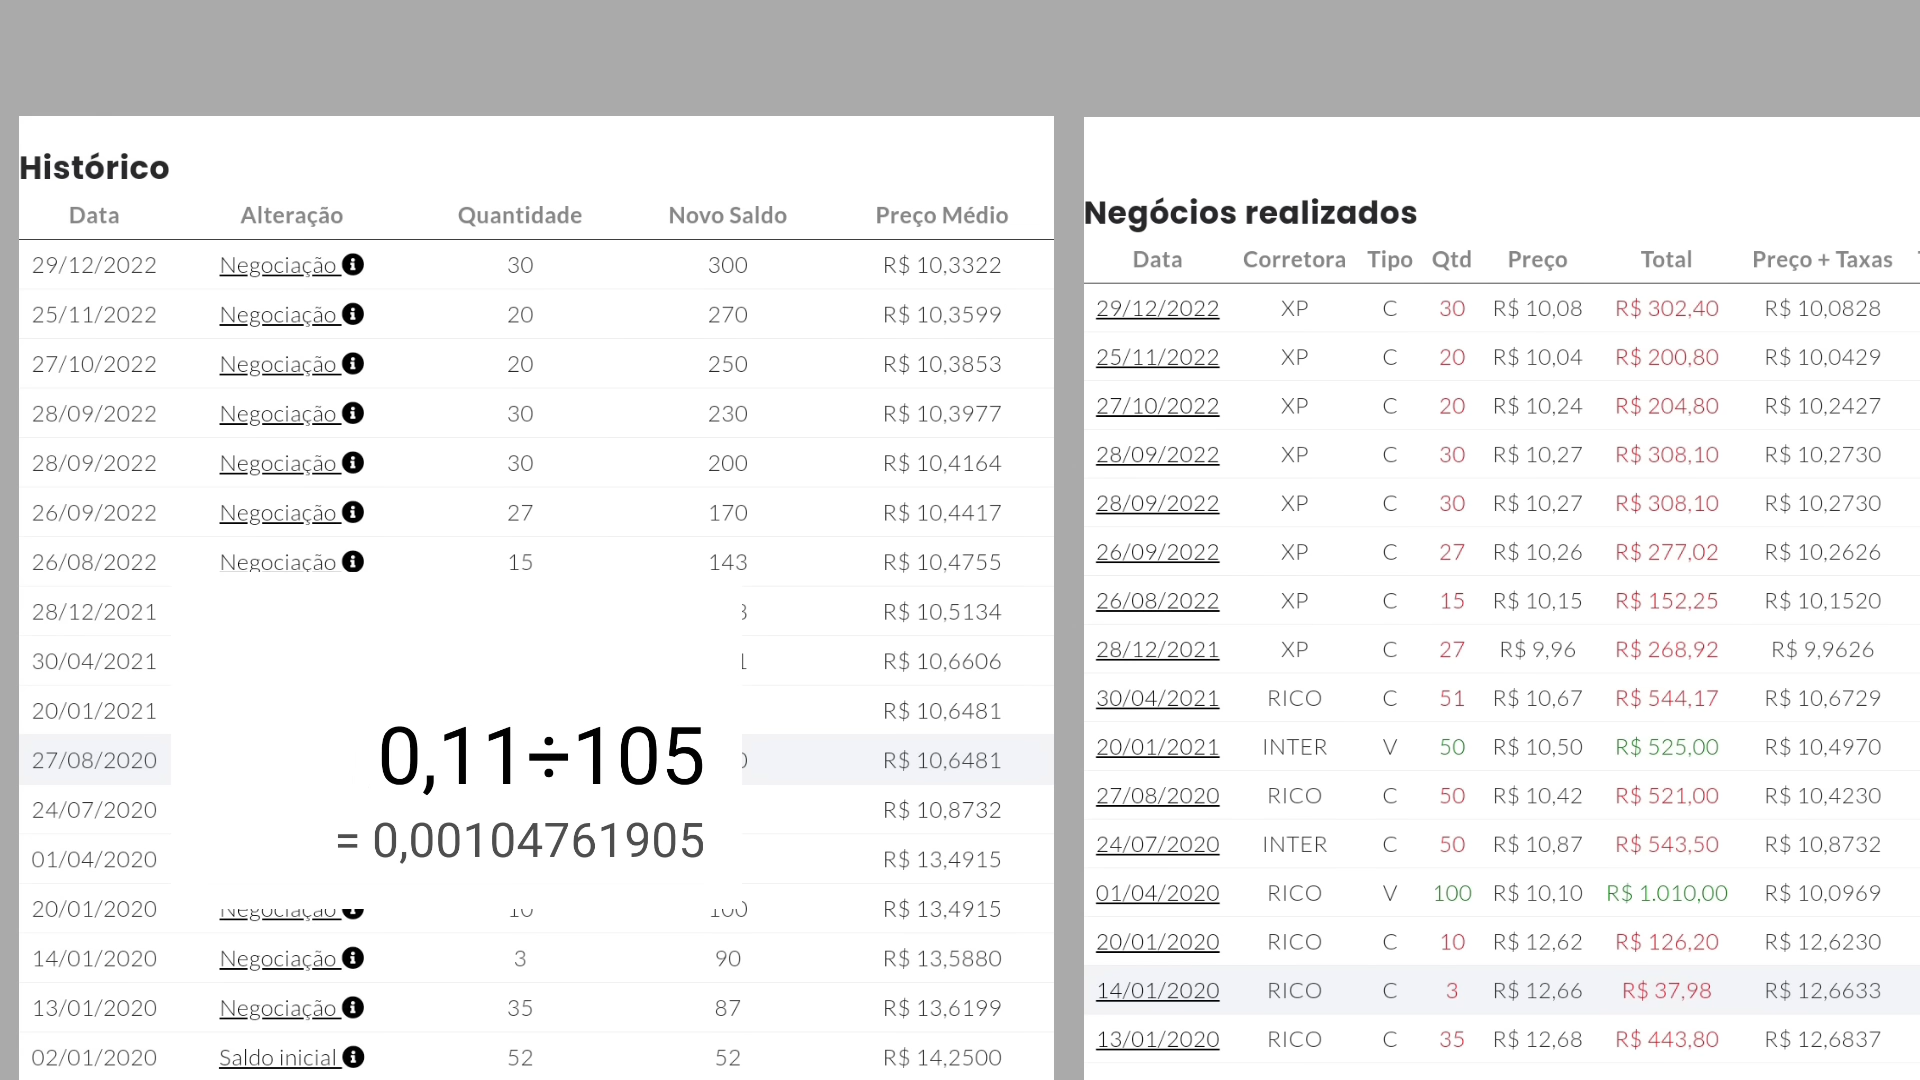 Histórico
Data Alteração Quantidade Novo Saldo Preço Médio
29/12/2022 Negociação 30 300 R$ 10,3322
25/11/2022 Negociação 20 270 R$ 10,3599
27/10/2022 Negociação 20 250 R$ 10,3853
28/09/2022 Negociação 30 230 R$ 10,3977
28/09/2022 Negociação 30 200 R$ 10,4164
26/09/2022 Negociação 27 170 R$ 10,4417
26/08/2022 Negociação 15 143 R$ 10,4755
28/12/2021 R$ 10,5134
30/04/2021 R$ 10,6606
20/01/2021 R$ 10,6481
27/08/2020 R$ 10,6481
24/07/2020 R$ 10,8732
01/04/2020 R$ 13,4915
20/01/2020 Negociação 10 100 R$ 13,4915
14/01/2020 Negociação 3 90 R$ 13,5880
13/01/2020 Negociação 35 87 R$ 13,6199
02/01/2020 Saldo inicial 52 52 R$ 14,2500
0,11÷105
= 0,00104761905
Negócios realizados
Data Corretora Tipo Qtd Preço Total Preço + Taxas
29/12/2022 XP C 30 R$ 10,08 R$ 302,40 R$ 10,0828
25/11/2022 XP C 20 R$ 10,04 R$ 200,80 R$ 10,0429
27/10/2022 XP C 20 R$ 10,24 R$ 204,80 R$ 10,2427
28/09/2022 XP C 30 R$ 10,27 R$ 308,10 R$ 10,2730
28/09/2022 XP C 30 R$ 10,27 R$ 308,10 R$ 10,2730
26/09/2022 XP C 27 R$ 10,26 R$ 277,02 R$ 10,2626
26/08/2022 XP C 15 R$ 10,15 R$ 152,25 R$ 10,1520
28/12/2021 XP C 27 R$ 9,96 R$ 268,92 R$ 9,9626
30/04/2021 RICO C 51 R$ 10,67 R$ 544,17 R$ 10,6729
20/01/2021 INTER V 50 R$ 10,50 R$ 525,00 R$ 10,4970
27/08/2020 RICO C 50 R$ 10,42 R$ 521,00 R$ 10,4230
24/07/2020 INTER C 50 R$ 10,87 R$ 543,50 R$ 10,8732
01/04/2020 RICO V 100 R$ 10,10 R$ 1.010,00 R$ 10,0969
20/01/2020 RICO C 10 R$ 12,62 R$ 126,20 R$ 12,6230
14/01/2020 RICO C 3 R$ 12,66 R$ 37,98 R$ 12,6633
13/01/2020 RICO C 35 R$ 12,68 R$ 443,80 R$ 12,6837